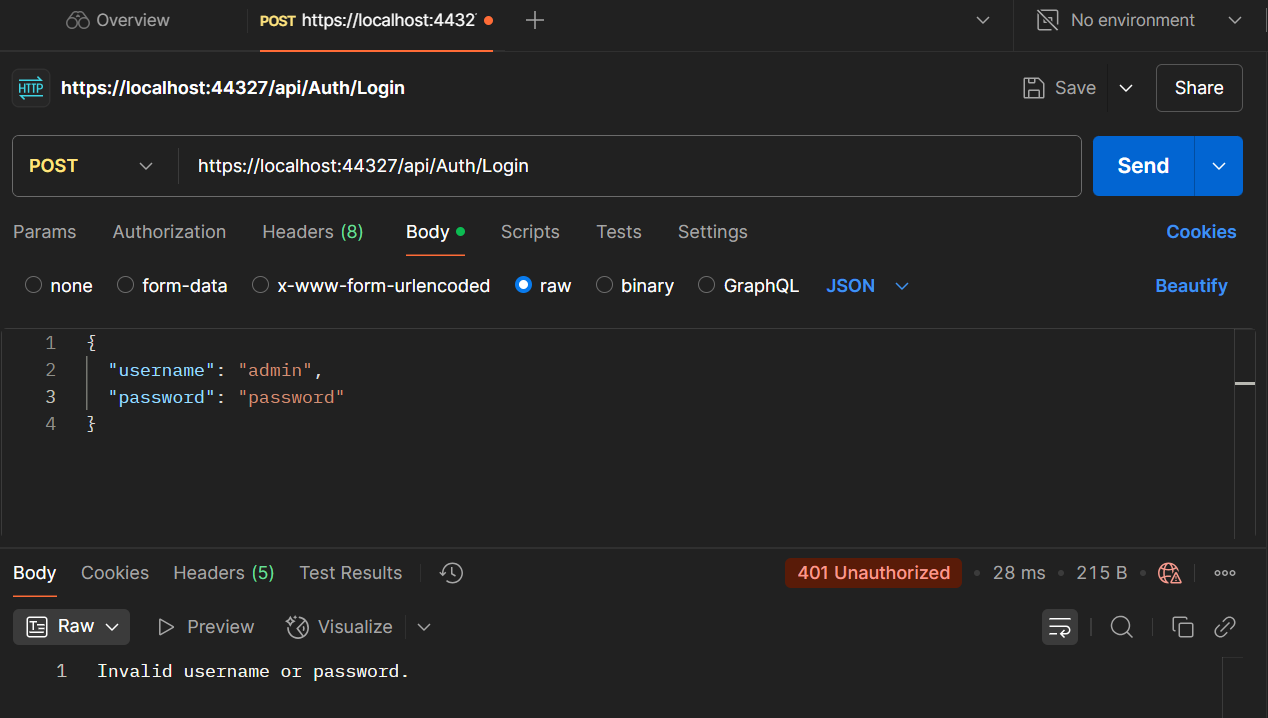 Overview
POST https://localhost:4432
No environment
HTTP
https://localhost:44327/api/Auth/Login
Save
Share
POST
https://localhost:44327/api/Auth/Login
Send
Params Authorization Headers (8) Body Scripts Tests Settings Cookies
none form-data x-www-form-urlencoded raw binary GraphQL JSON Beautify
1 {
2 "username": "admin",
3 "password": "password"
4 }
Body Cookies Headers (5) Test Results 401 Unauthorized • 28 ms • 215 B •
Raw Preview Visualize
1 Invalid username or password.